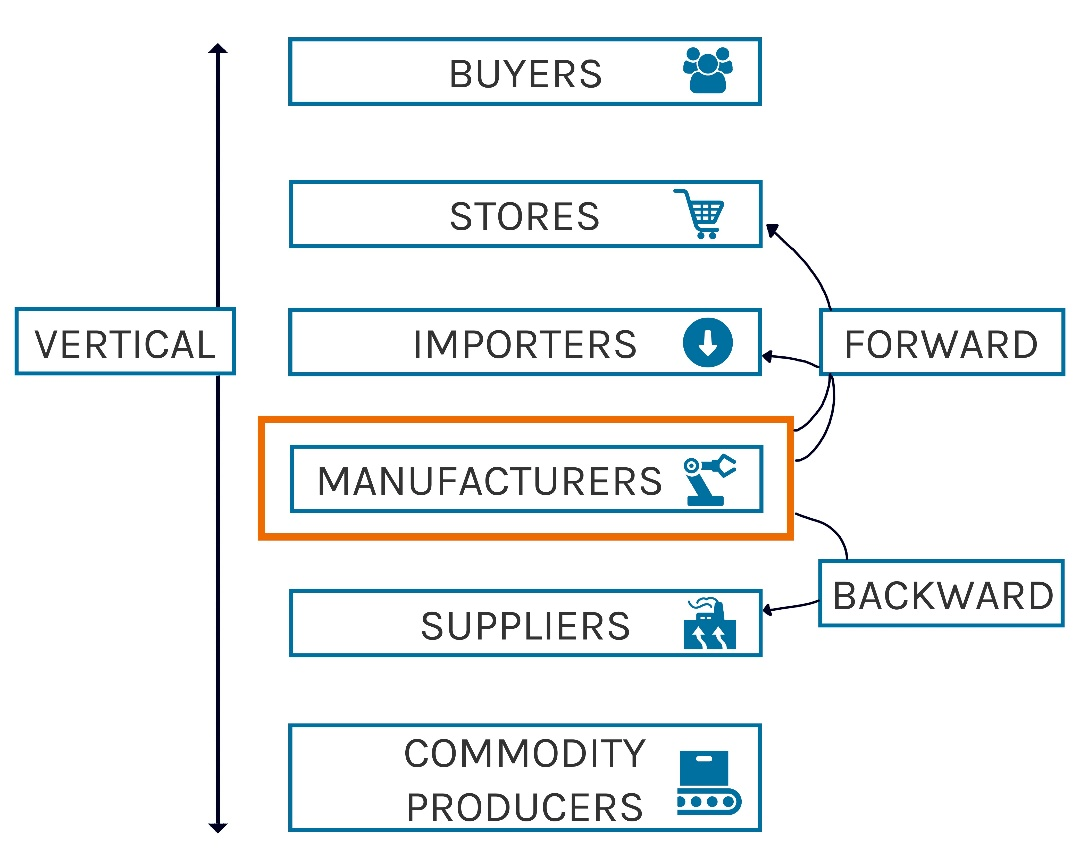 BUYERS
STORES
VERTICAL
IMPORTERS
FORWARD
MANUFACTURERS
BACKWARD
SUPPLIERS
COMMODITY
PRODUCERS